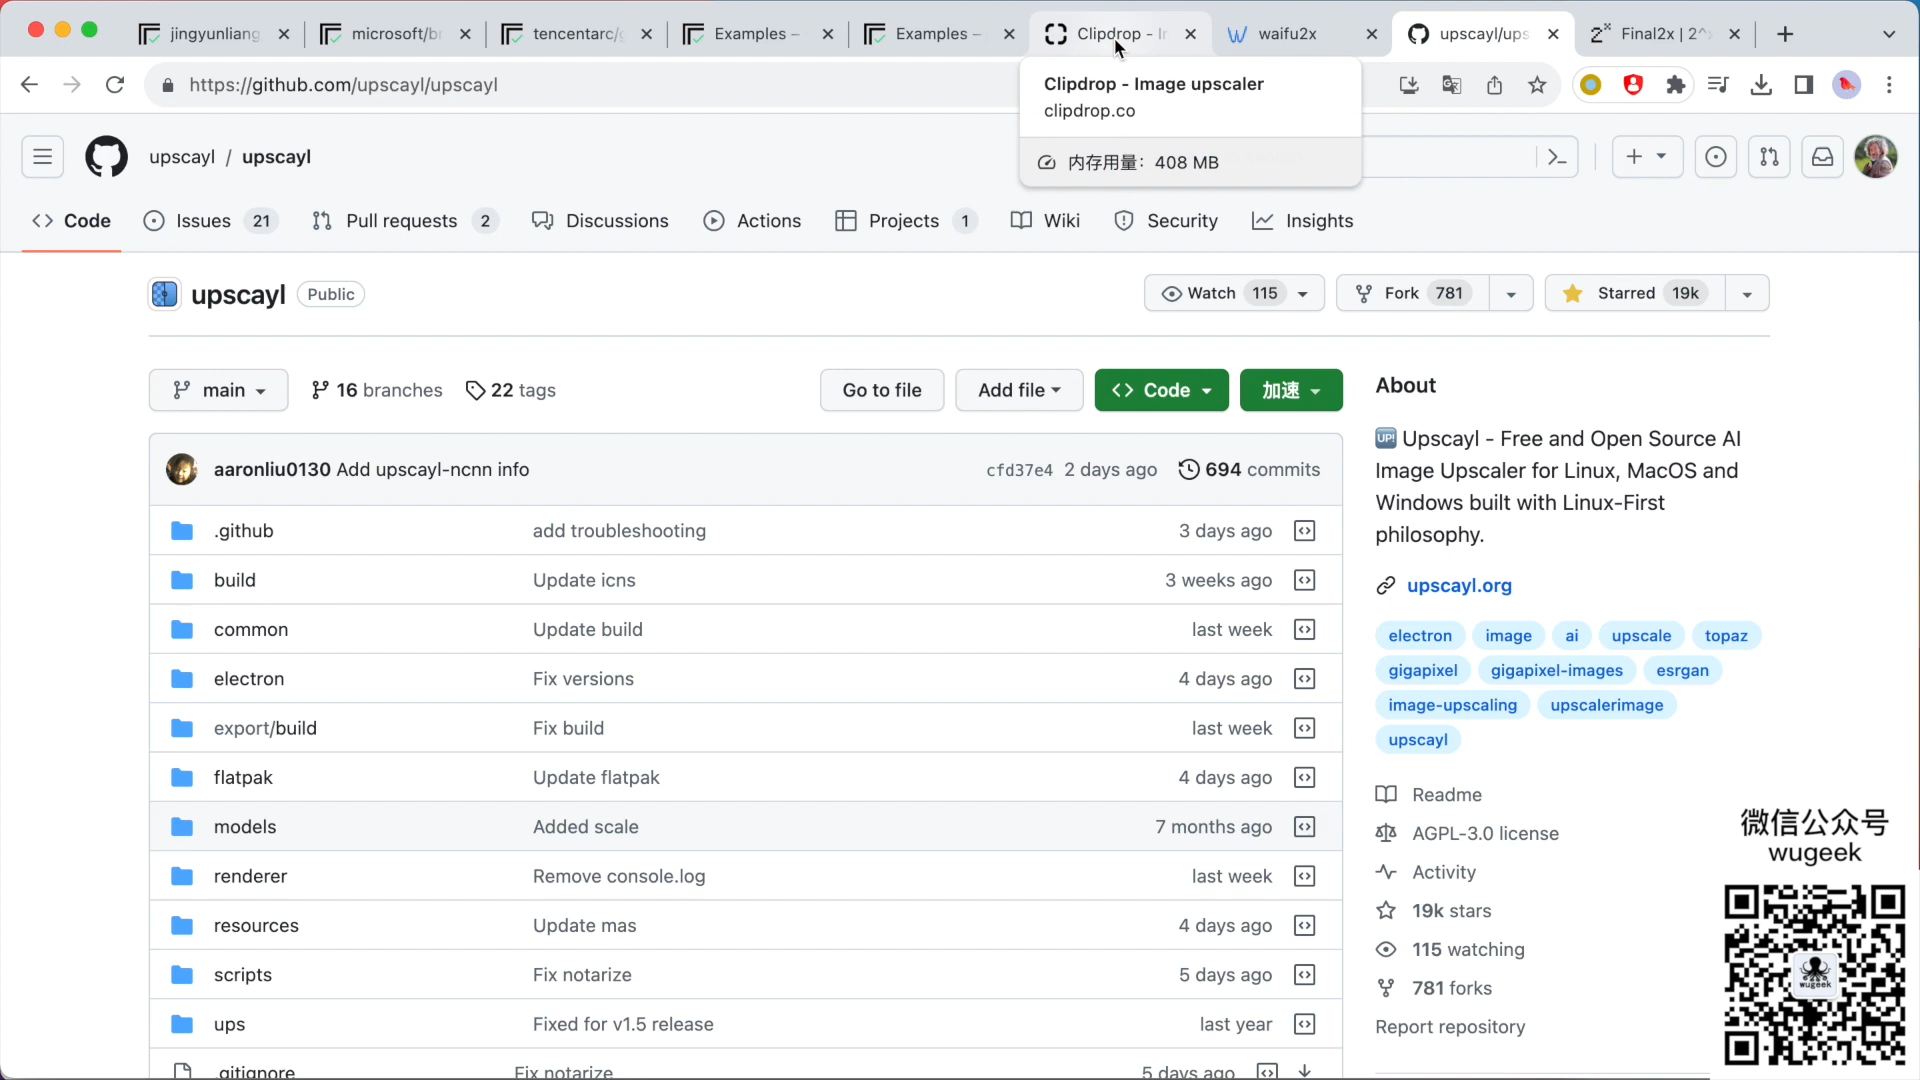 jingyunliang
microsoft/br
tencentarc/g
Examples –
Examples –
Clipdrop - In
waifu2x
upscayl/ups
Final2x | 2^
https://github.com/upscayl/upscayl
Clipdrop - Image upscaler
clipdrop.co
内存用量：408 MB
upscayl / upscayl
Code
Issues 21
Pull requests 2
Discussions
Actions
Projects 1
Wiki
Security
Insights
upscayl Public
Watch 115
Fork 781
Starred 19k
main
16 branches
22 tags
Go to file
Add file
Code
加速
aaronliu0130 Add upscayl-ncnn info
cfd37e4 2 days ago
694 commits
.github add troubleshooting 3 days ago
build Update icns 3 weeks ago
common Update build last week
electron Fix versions 4 days ago
export/build Fix build last week
flatpak Update flatpak 4 days ago
models Added scale 7 months ago
renderer Remove console.log last week
resources Update mas 4 days ago
scripts Fix notarize 5 days ago
ups Fixed for v1.5 release last year
.gitignore Fix notarize 5 days ago
About
UP! Upscayl - Free and Open Source AI
Image Upscaler for Linux, MacOS and
Windows built with Linux-First
philosophy.
upscayl.org
electron image ai upscale topaz
gigapixel gigapixel-images esrgan
image-upscaling upscalerimage
upscayl
Readme
AGPL-3.0 license
Activity
19k stars
115 watching
781 forks
Report repository
微信公众号
wugeek
wugeek